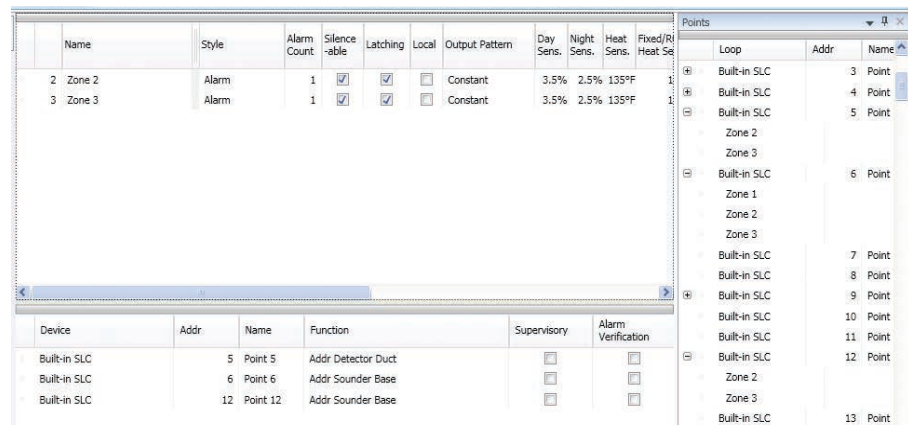 Name Style Alarm Count Silence -able Latching Local Output Pattern Day Sens. Night Sens. Heat Sens. Fixed/R Heat Se
2 Zone 2 Alarm 1 Constant 3.5% 2.5% 135°F 1
3 Zone 3 Alarm 1 Constant 3.5% 2.5% 135°F 1
Device Addr Name Function Supervisory Alarm Verification
Built-in SLC 5 Point 5 Addr Detector Duct
Built-in SLC 6 Point 6 Addr Sounder Base
Built-in SLC 12 Point 12 Addr Sounder Base
Points
Loop Addr Name
Built-in SLC 3 Point
Built-in SLC 4 Point
Built-in SLC 5 Point
Zone 2
Zone 3
Built-in SLC 6 Point
Zone 1
Zone 2
Zone 3
Built-in SLC 7 Point
Built-in SLC 8 Point
Built-in SLC 9 Point
Built-in SLC 10 Point
Built-in SLC 11 Point
Built-in SLC 12 Point
Zone 2
Zone 3
Built-in SLC 13 Point